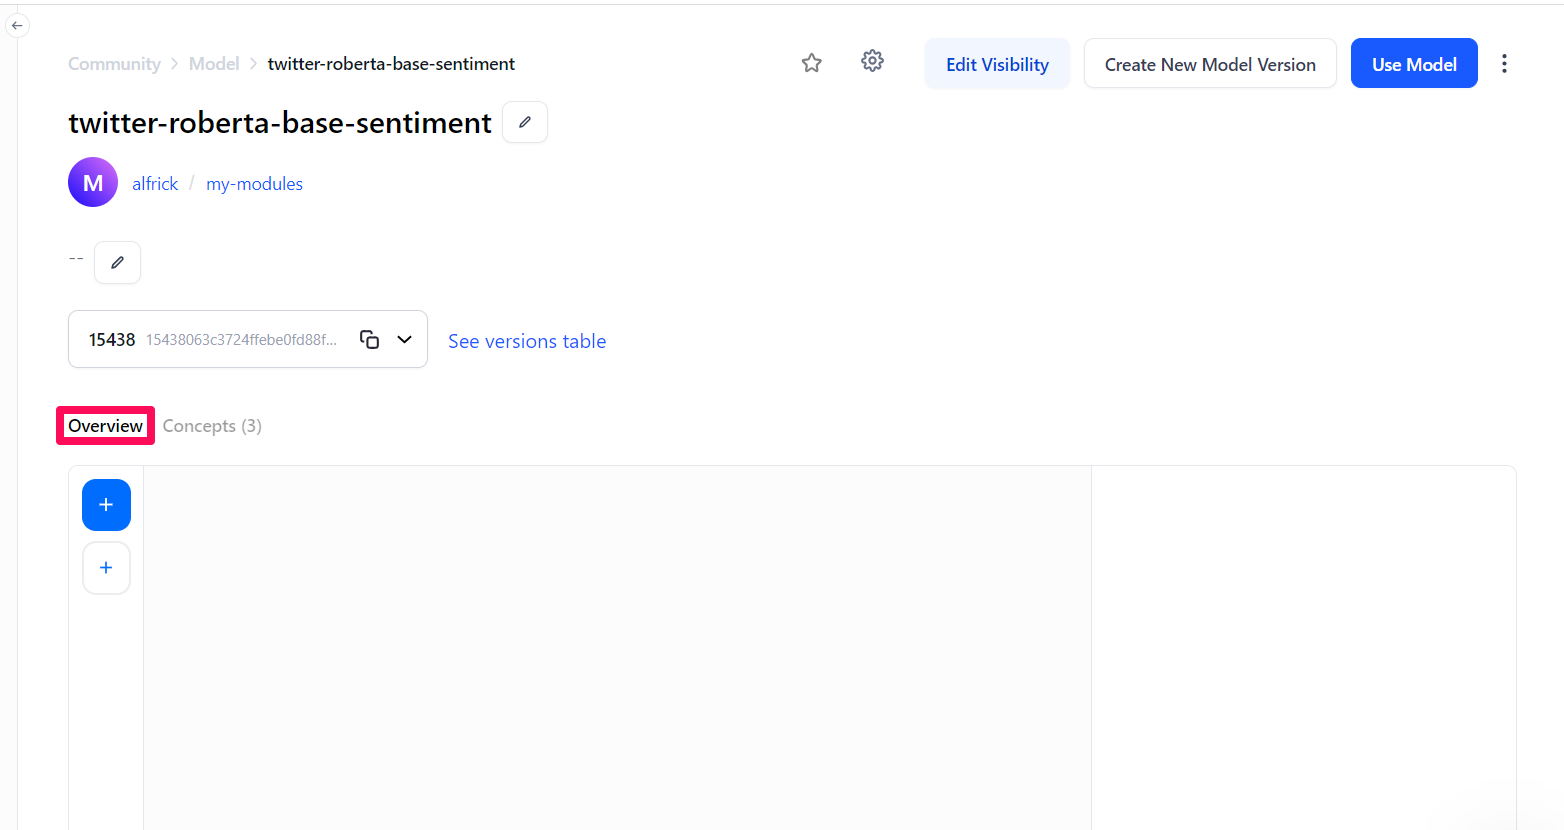 Community > Model > twitter-roberta-base-sentiment
Edit Visibility
Create New Model Version
Use Model
twitter-roberta-base-sentiment
M
alfrick / my-modules
--
15438 15438063c3724ffebe0fd88f...
See versions table
Overview
Concepts (3)
+
+